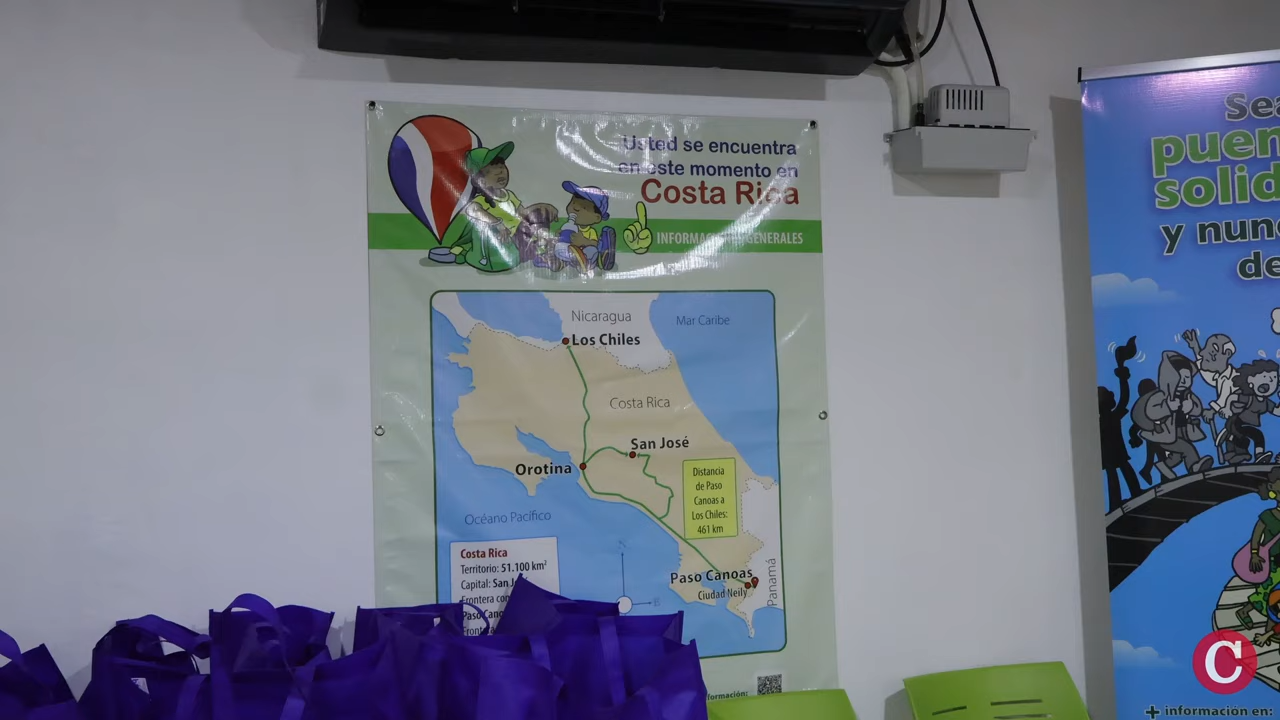 Usted se encuentra
en este momento en
Costa Rica
GENERALES
Nicaragua
Mar Caribe
Los Chiles
Costa Rica
San José
Orotina
Distancia
de Paso
Canoas a
Los Chiles:
461 km
Océano Pacífico
Costa Rica
Territorio: 51.100 km²
Capital: San
Paso Canoas
Ciudad Neily
Panamá
N
E
puen
solid
y nun
de
+ información en:
C